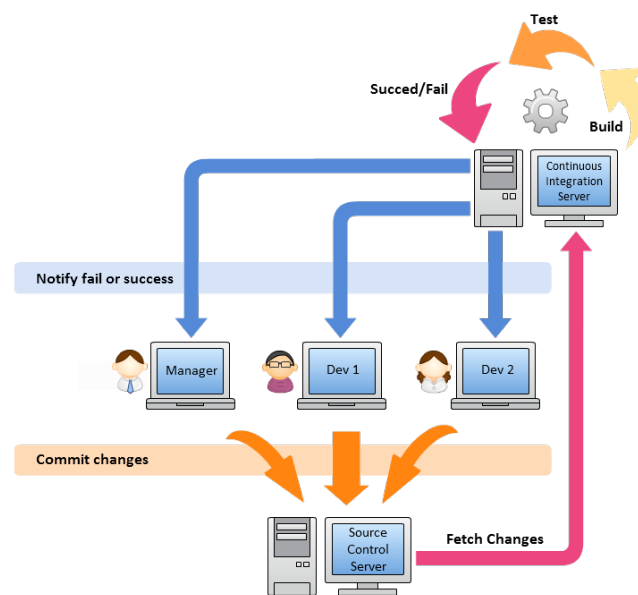 Test
Succed/Fail
Build
Continuous
Integration
Server
Notify fail or success
Manager
Dev 1
Dev 2
Commit changes
Source
Control
Server
Fetch Changes